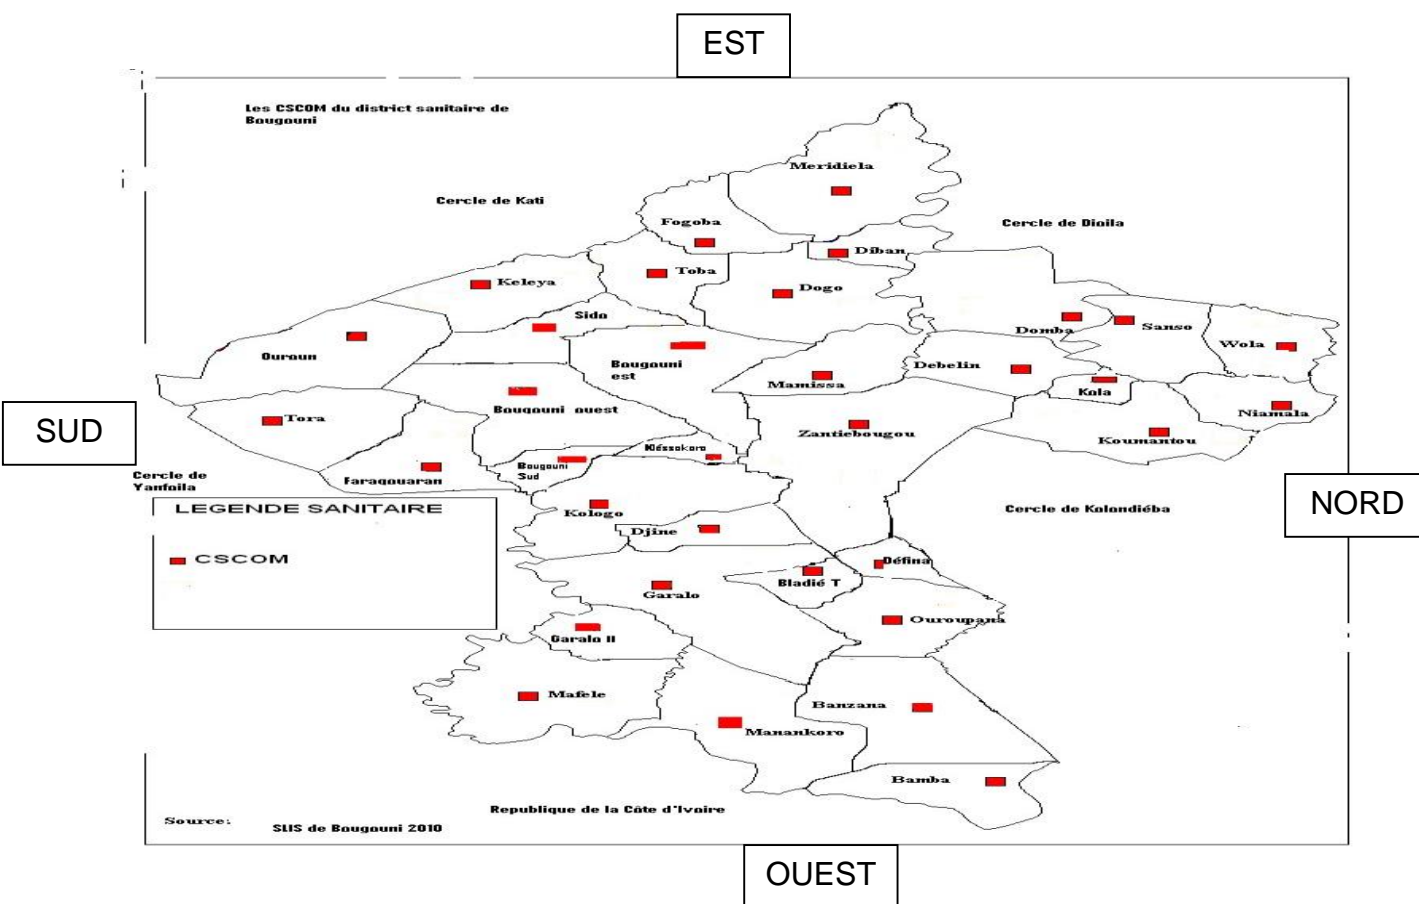 EST
Les CSCOM du district sanitaire de
Bougouni
Meridiela
Cercle de Kati
Fogoba
Cercle de Dioila
Diban
Toba
Keleya
Dogo
Sido
Domba
Sanso
Ouroun
Wola
Bougouni
est
Debelin
Mamissa
Kola
Bougouni ouest
Niamala
Tora
SUD
Zantiebougou
Koumantou
Kléssokoro
Bougouni
Sud
Cercle de
Yanfoila
Faragouaran
LEGENDE SANITAIRE
NORD
Kologo
Cercle de Kolondiéba
Djine
CSCOM
Défina
Bladié T
Garalo
Ouroupana
Garalo II
Mafele
Banzana
Manankoro
Bamba
Republique de la Côte d'Ivoire
Source:
SLIS de Bougouni 2010
OUEST